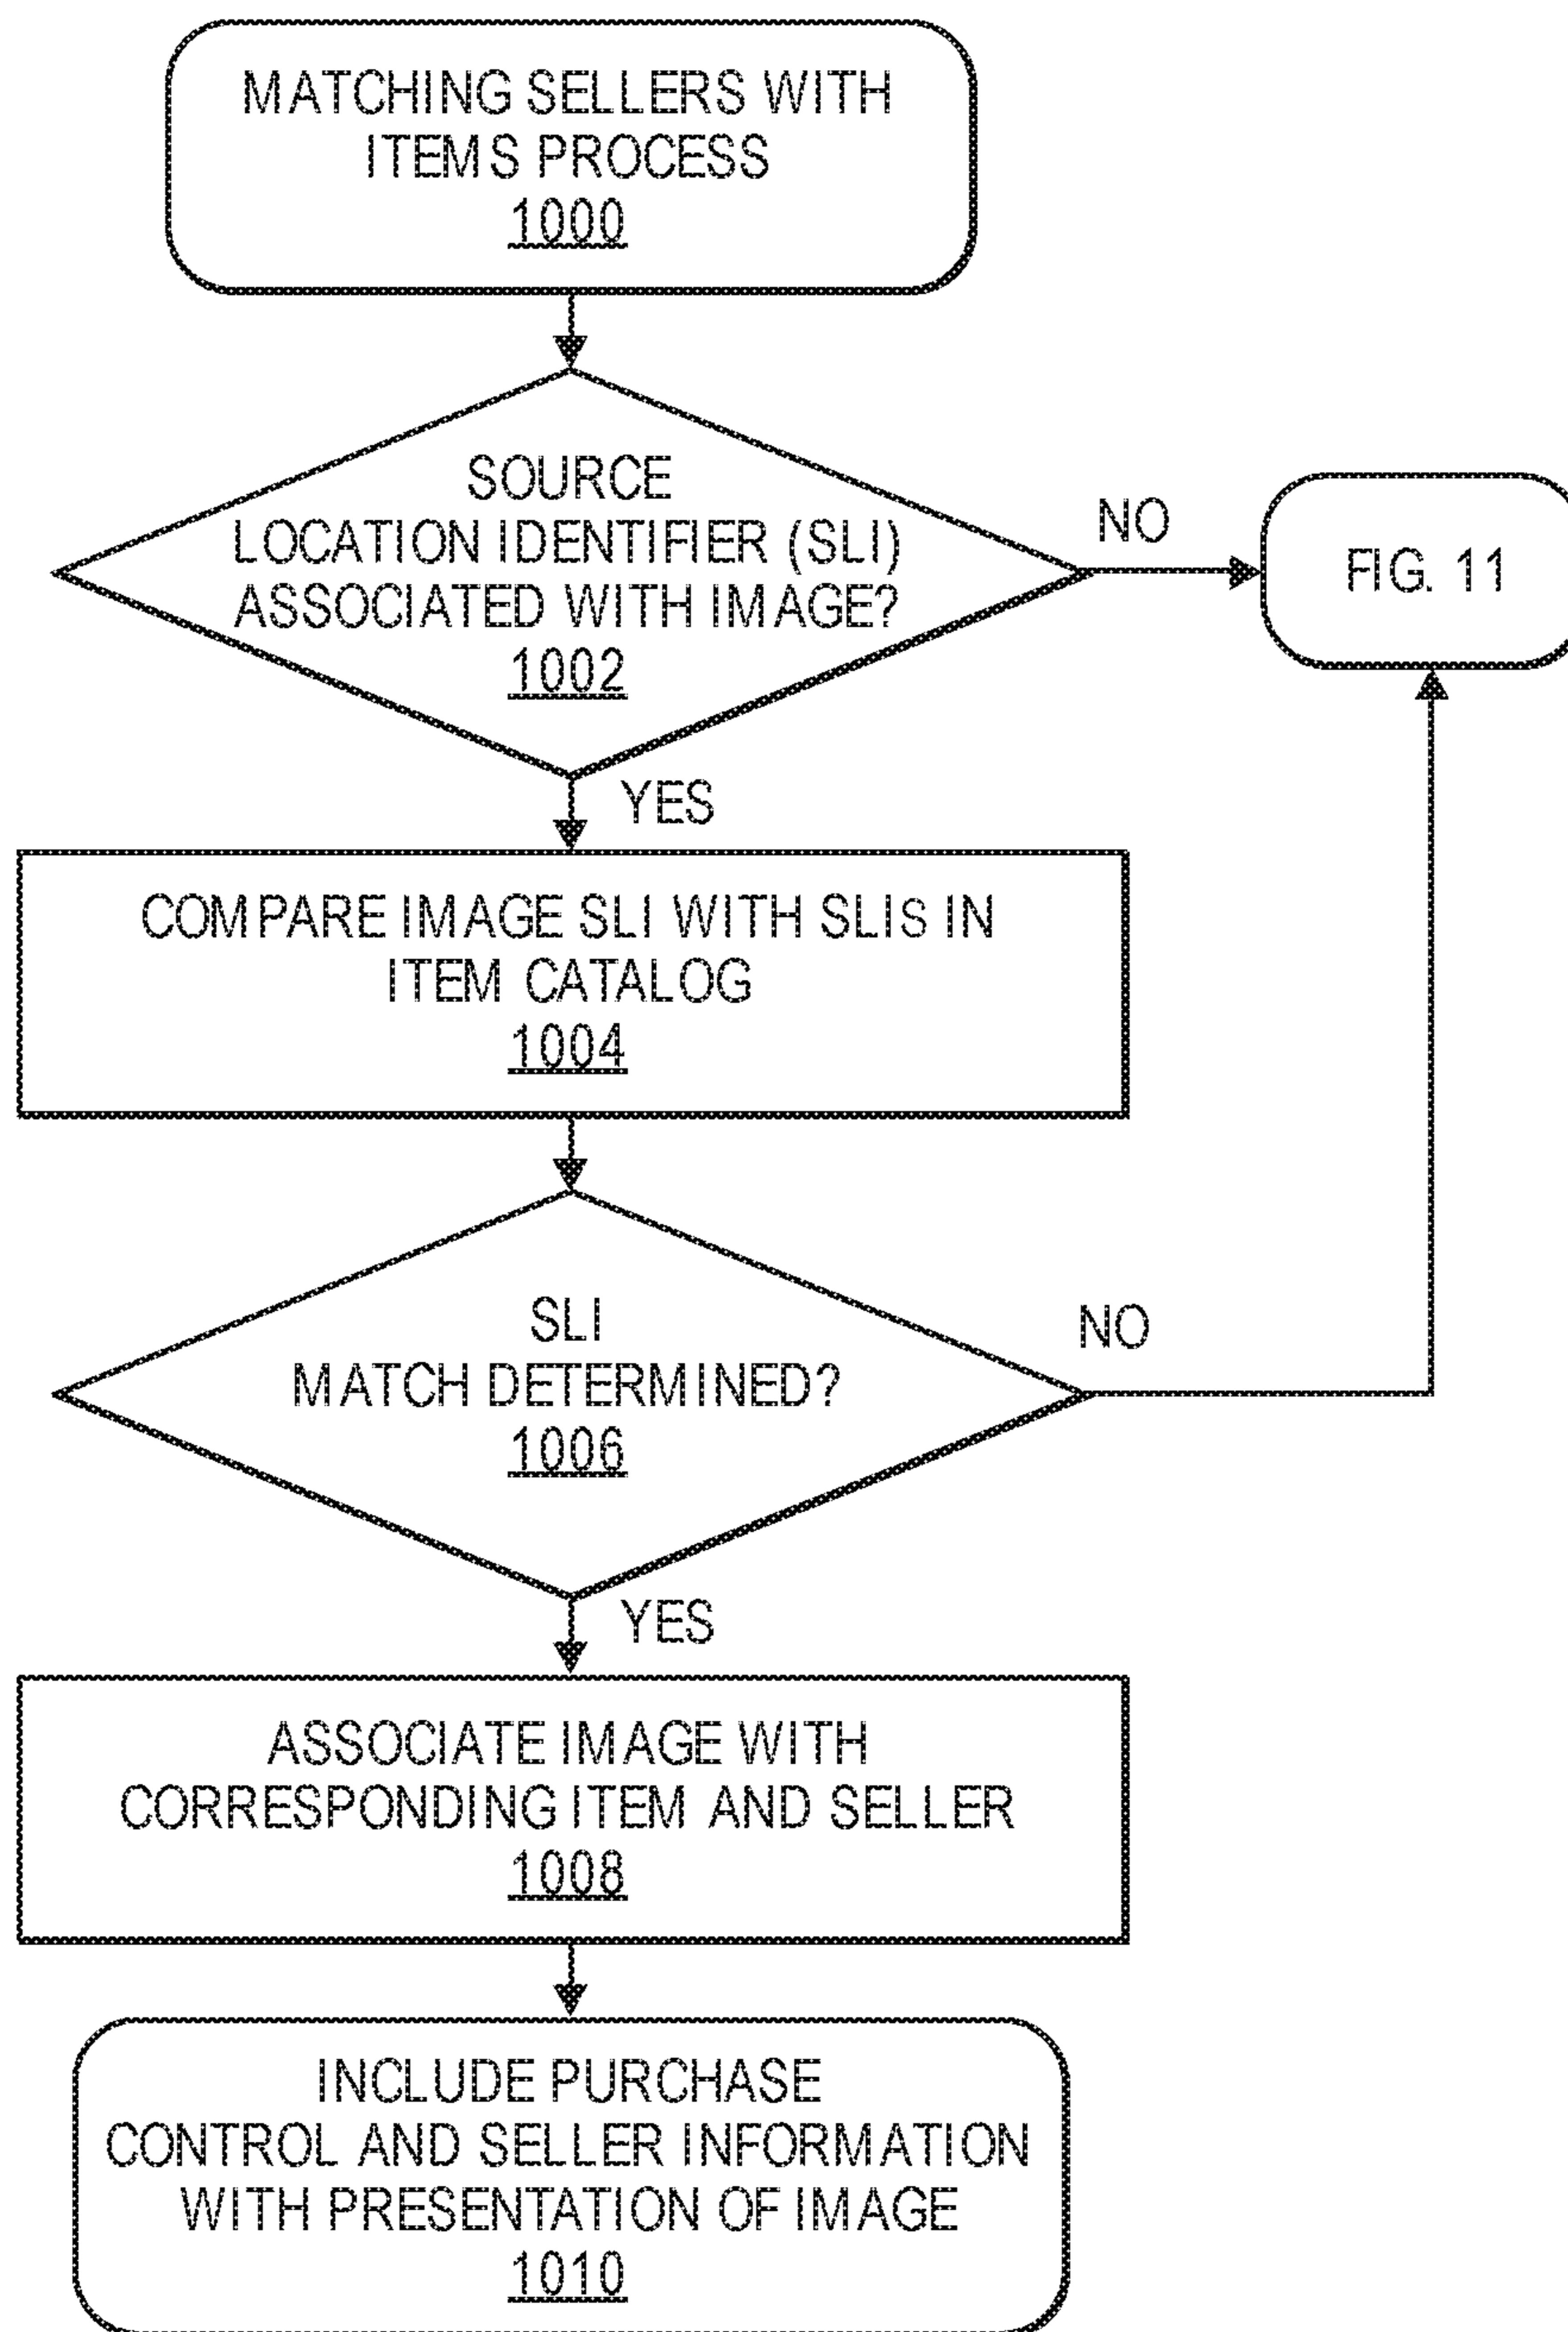 MATCHING SELLERS WITH
ITEMS PROCESS
1000
SOURCE
LOCATION IDENTIFIER (SLI)
ASSOCIATED WITH IMAGE?
1002
NO
FIG. 11
YES
COMPARE IMAGE SLI WITH SLIS IN
ITEM CATALOG
1004
SLI
MATCH DETERMINED?
1006
NO
YES
ASSOCIATE IMAGE WITH
CORRESPONDING ITEM AND SELLER
1008
INCLUDE PURCHASE
CONTROL AND SELLER INFORMATION
WITH PRESENTATION OF IMAGE
1010